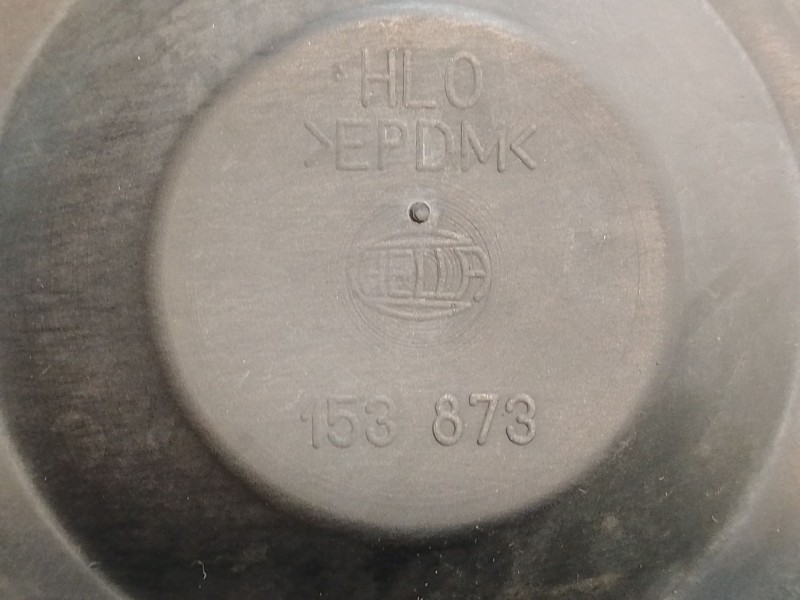 HLO
>EPDM<
HELLA
153 873